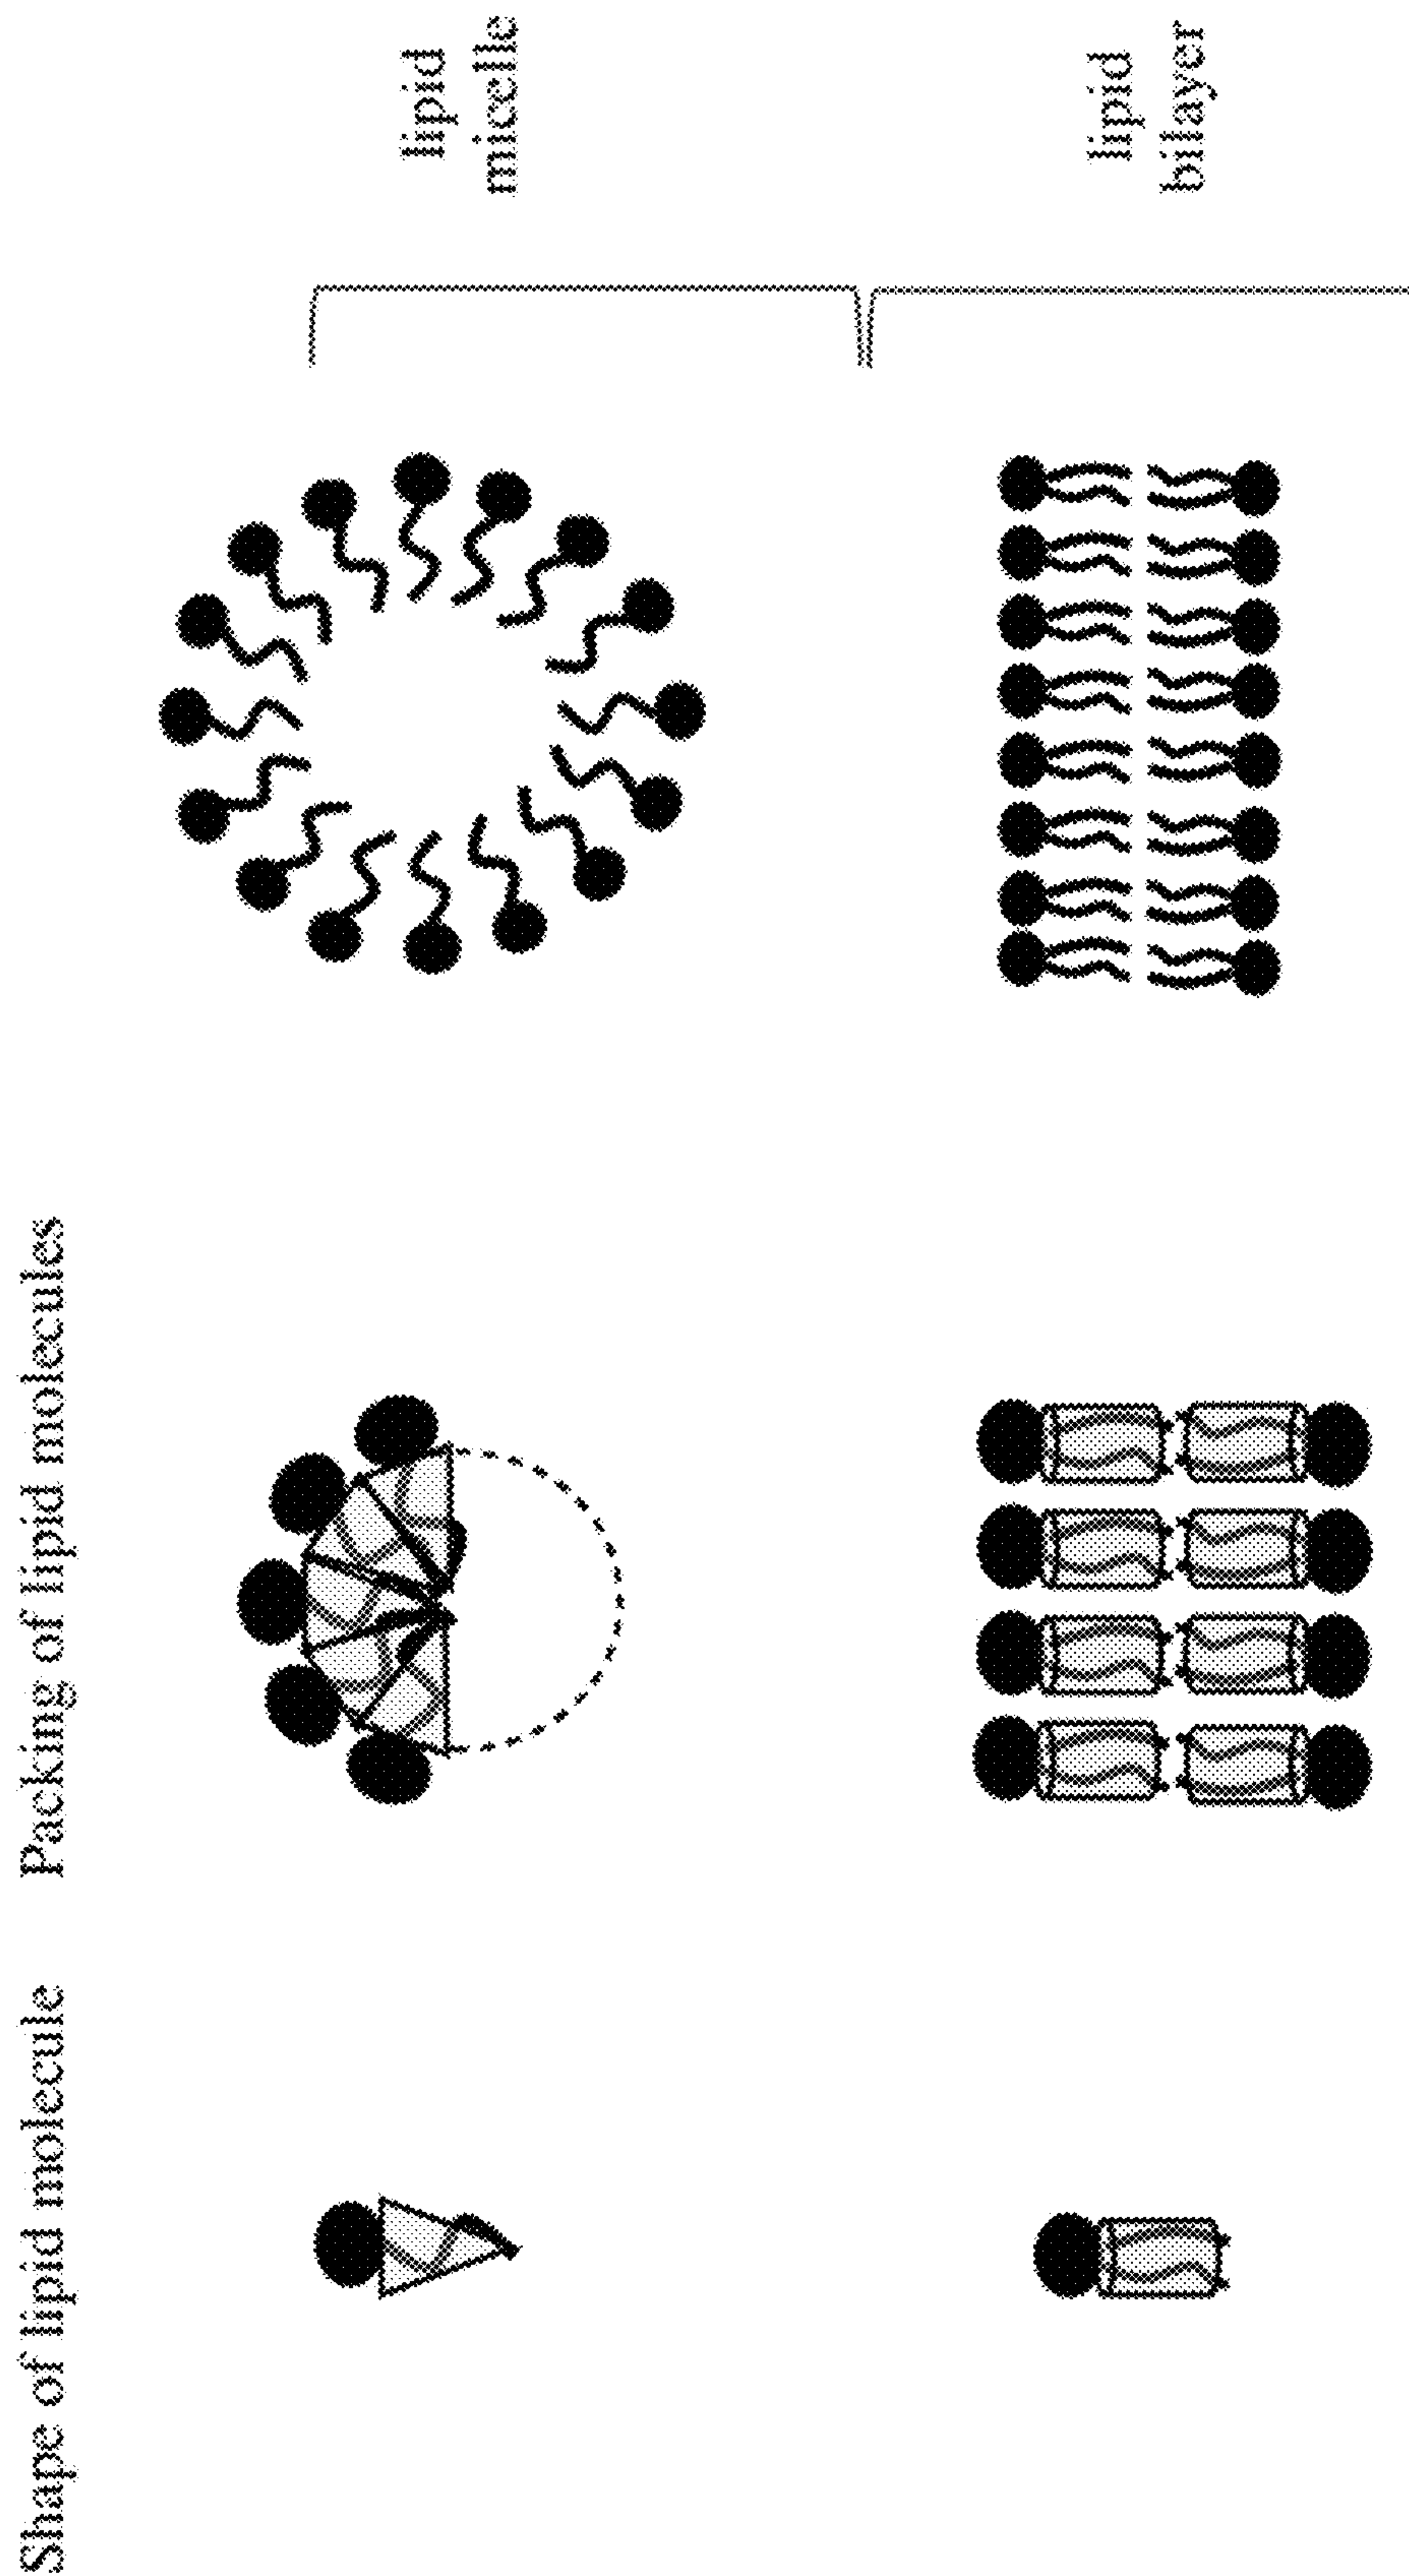 Shape of lipid molecule
Packing of lipid molecules
lipid
micelle
lipid
bilayer